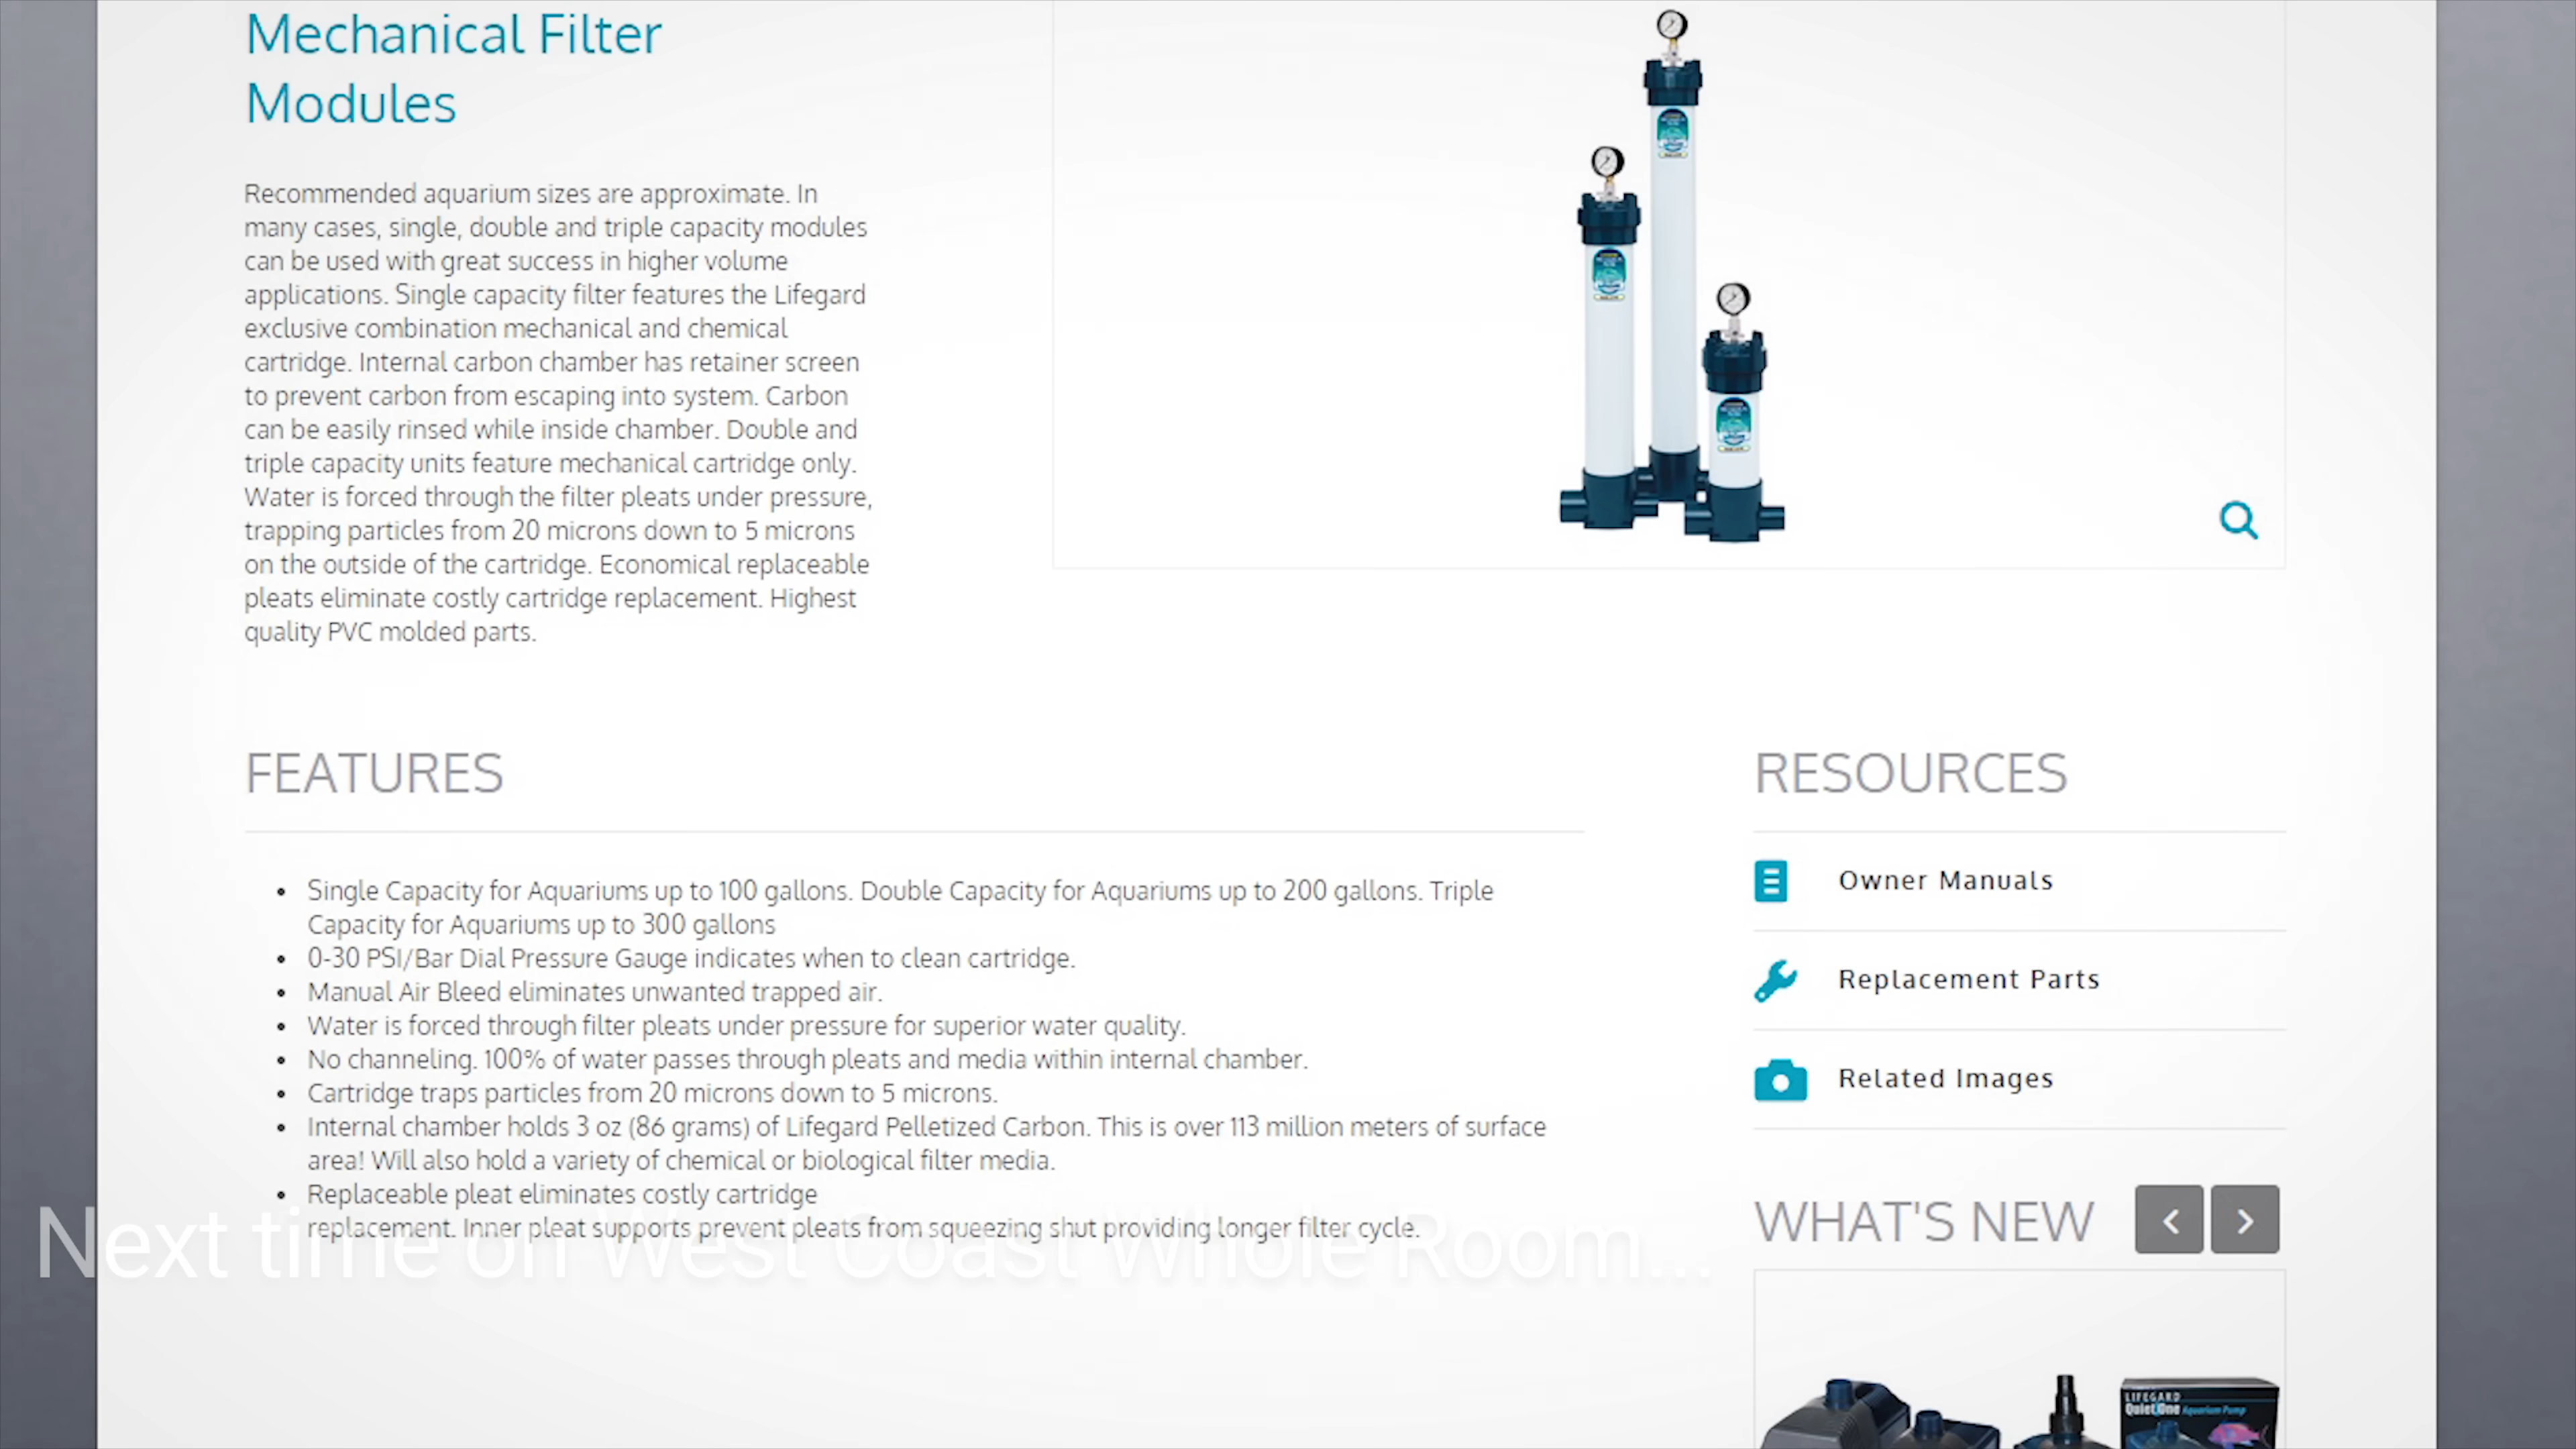 Mechanical Filter
Modules
Recommended aquarium sizes are approximate. In
many cases, single, double and triple capacity modules
can be used with great success in higher volume
applications. Single capacity filter features the Lifegard
exclusive combination mechanical and chemical
cartridge. Internal carbon chamber has retainer screen
to prevent carbon from escaping into system. Carbon
can be easily rinsed while inside chamber. Double and
triple capacity units feature mechanical cartridge only.
Water is forced through the filter pleats under pressure,
trapping particles from 20 microns down to 5 microns
on the outside of the cartridge. Economical replaceable
pleats eliminate costly cartridge replacement. Highest
quality PVC molded parts.
FEATURES
• Single Capacity for Aquariums up to 100 gallons. Double Capacity for Aquariums up to 200 gallons. Triple
Capacity for Aquariums up to 300 gallons
• 0-30 PSI/Bar Dial Pressure Gauge indicates when to clean cartridge.
• Manual Air Bleed eliminates unwanted trapped air.
• Water is forced through filter pleats under pressure for superior water quality.
• No channeling. 100% of water passes through pleats and media within internal chamber.
• Cartridge traps particles from 20 microns down to 5 microns.
• Internal chamber holds 3 oz (86 grams) of Lifegard Pelletized Carbon. This is over 113 million meters of surface
area! Will also hold a variety of chemical or biological filter media.
• Replaceable pleat eliminates costly cartridge
replacement. Inner pleat supports prevent pleats from squeezing shut providing longer filter cycle.
Next time on West Coast Whole Room...
RESOURCES
Owner Manuals
Replacement Parts
Related Images
WHAT'S NEW
LIFEGARD
Quiet One Aquarium Pump